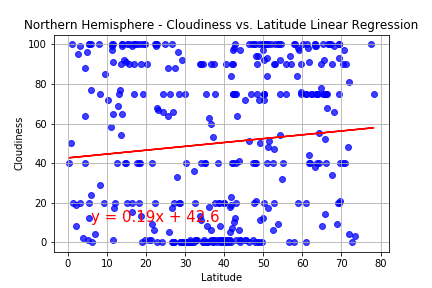 Northern Hemisphere - Cloudiness vs. Latitude Linear Regression
100
80
60
40
20
0
Cloudiness
y = 0.19x + 42.6
0 10 20 30 40 50 60 70 80
Latitude